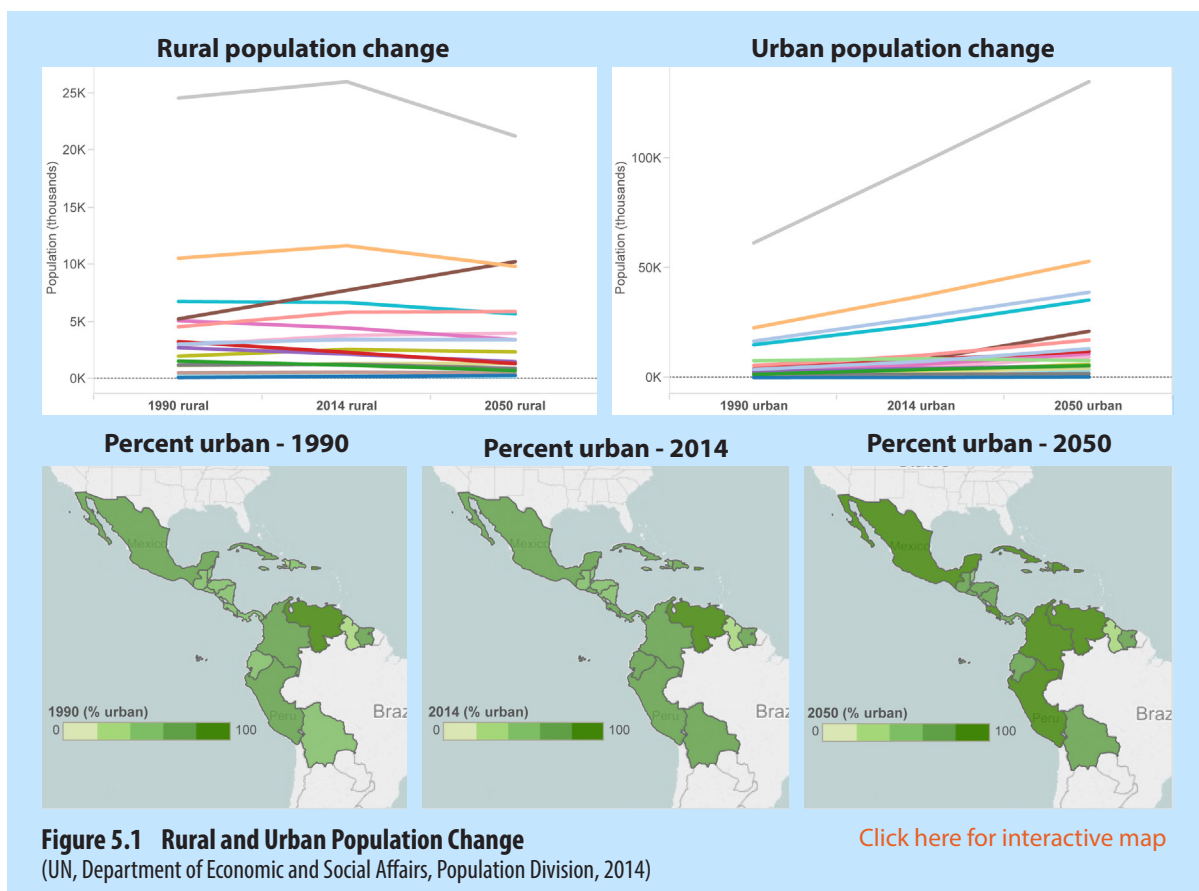 Rural population change
Urban population change
Population (thousands)
25K
20K
15K
10K
5K
0K
1990 rural
2014 rural
2050 rural
Population (thousands)
100K
50K
0K
1990 urban
2014 urban
2050 urban
Percent urban - 1990
Percent urban - 2014
Percent urban - 2050
Mexico
Peru
Braz
1990 (% urban)
0
100
Mexico
Peru
Braz
2014 (% urban)
0
100
Mexico
Peru
Braz
2050 (% urban)
0
100
Figure 5.1 Rural and Urban Population Change
(UN, Department of Economic and Social Affairs, Population Division, 2014)
Click here for interactive map